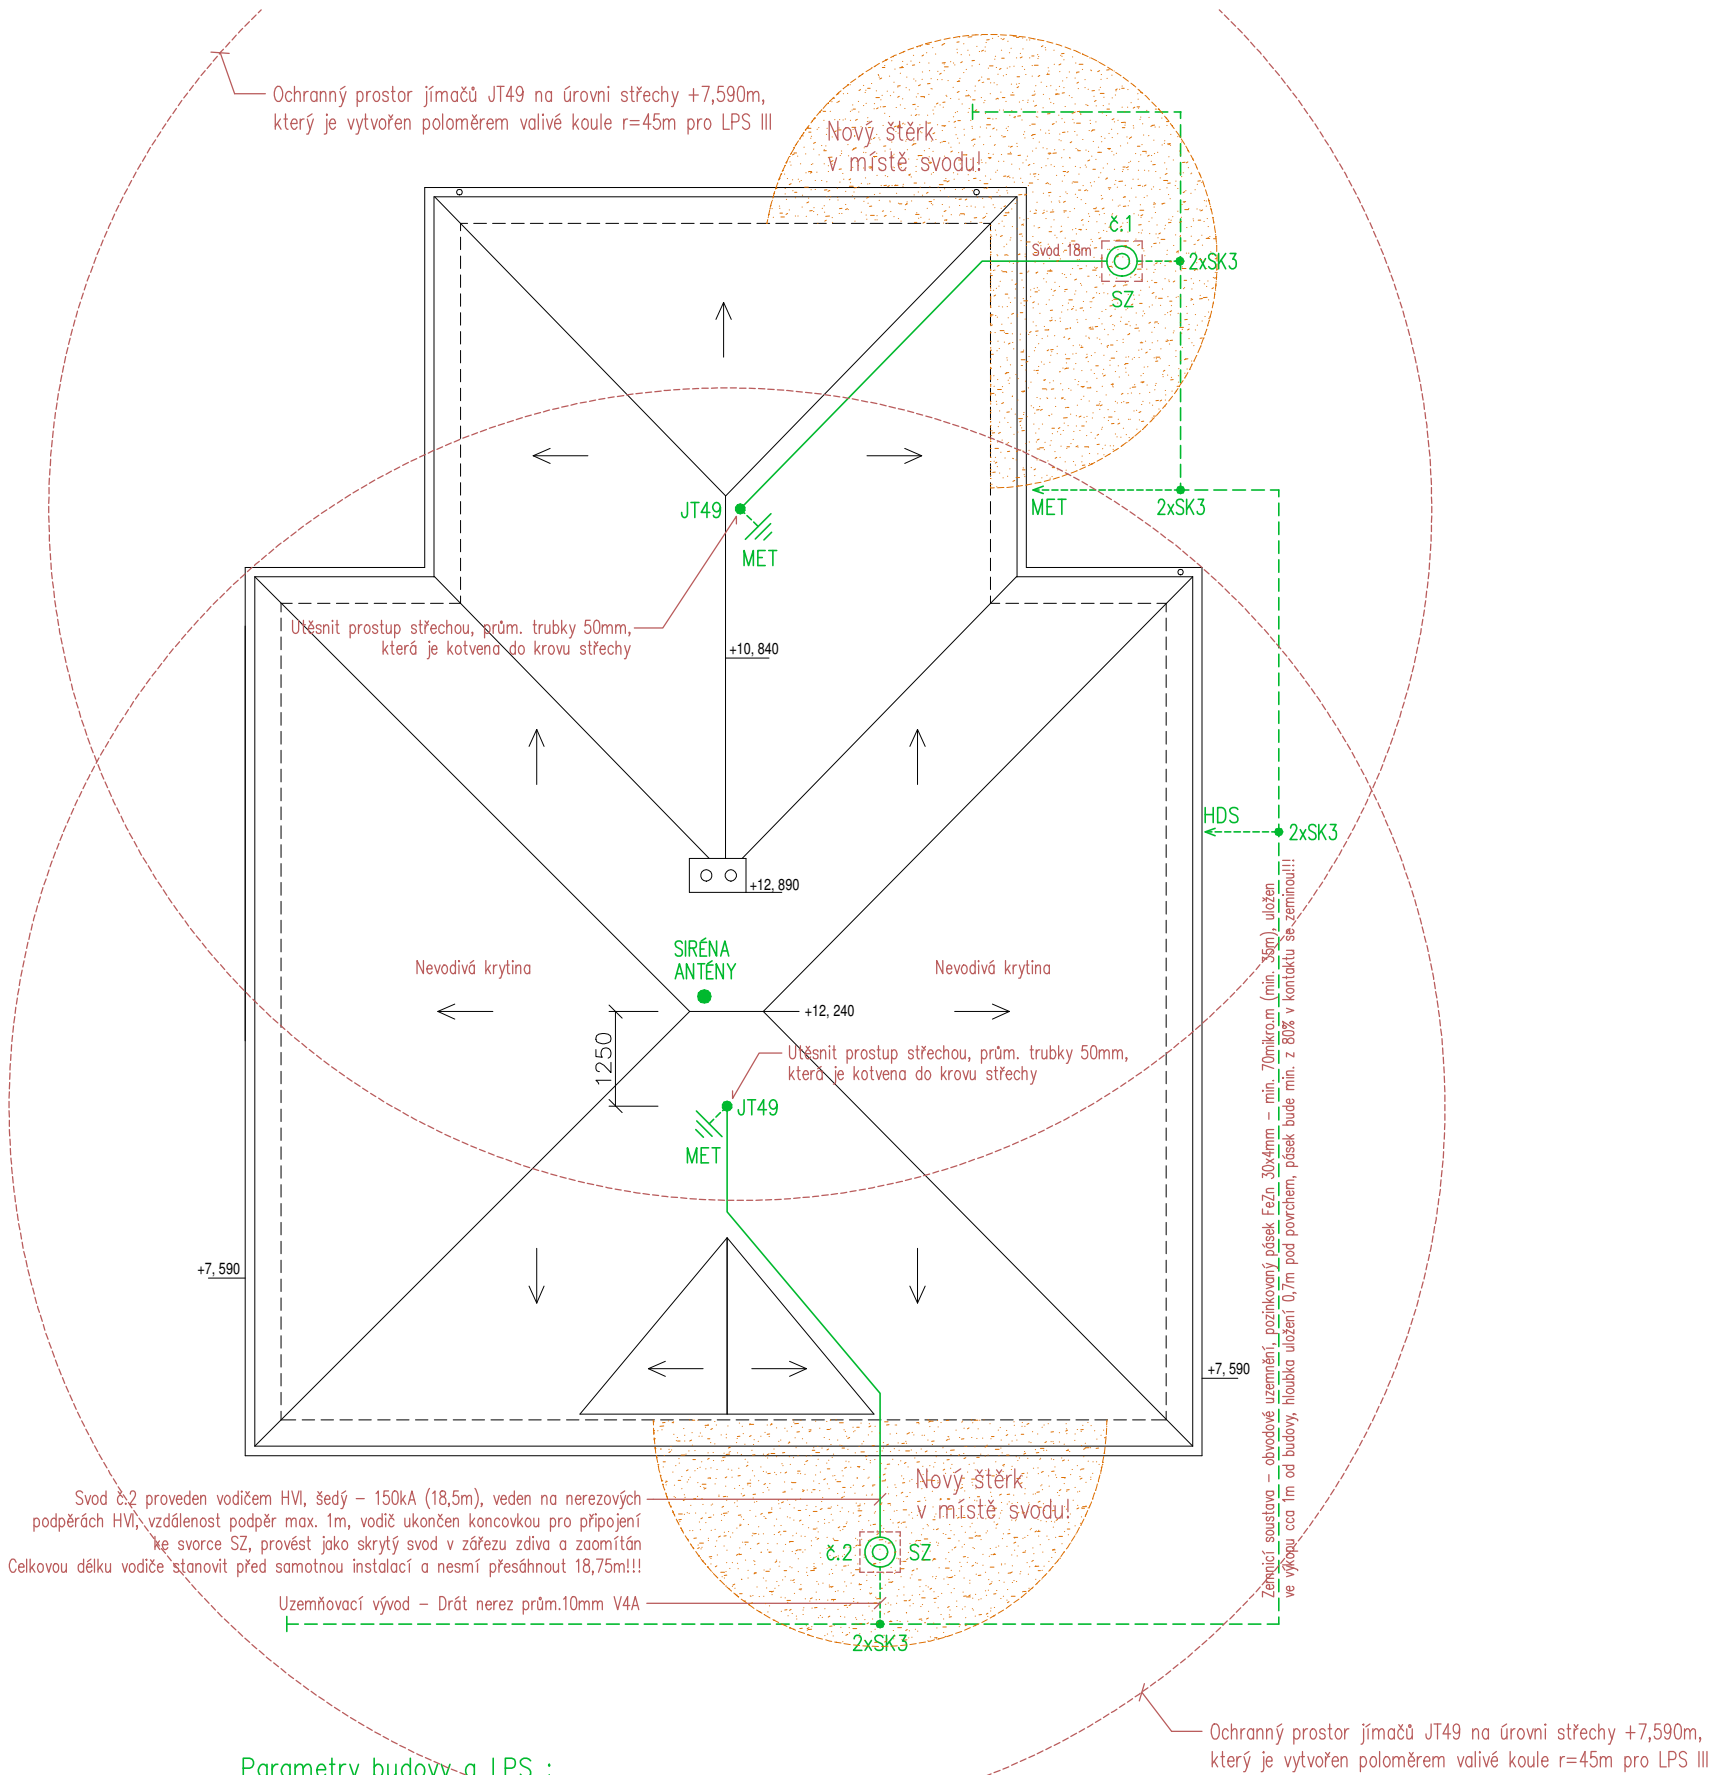 Ochranný prostor jímačů JT49 na úrovni střechy +7,590m,
který je vytvořen poloměrem valivé koule r=45m pro LPS III
Nový štěrk
v místě svodu!
č.1
Svod 18m
2xSK3
SZ
JT49
MET
MET
2xSK3
Utěsnit prostup střechou, prům. trubky 50mm,
která je kotvena do krovu střechy
+10,840
HDS
2xSK3
+12,890
SIRÉNA
ANTÉNY
Nevodivá krytina
Nevodivá krytina
+12,240
1250
Utěsnit prostup střechou, prům. trubky 50mm,
která je kotvena do krovu střechy
JT49
MET
Zemnící soustava – obvodové uzemnění, pozinkovaný pásek FeZn 30x4mm – min. 70mikro.m (min. 35m), uložen
ve výkopu cca 1m od budovy, hloubka uložení 0,7m pod povrchem, pásek bude min. z 80% v kontaktu se zeminou!!!
+7,590
+7,590
Nový štěrk
v místě svodu!
Svod č.2 proveden vodičem HVI, šedý – 150kA (18,5m), veden na nerezových
podpěrách HVI, vzdálenost podpěr max. 1m, vodič ukončen koncovkou pro připojení
ke svorce SZ, provést jako skrytý svod v zářezu zdiva a zaomítán
Celkovou délku vodiče stanovit před samotnou instalací a nesmí přesáhnout 18,75m!!!
č.2
SZ
Uzemňovací vývod – Drát nerez prům.10mm V4A
2xSK3
Ochranný prostor jímačů JT49 na úrovni střechy +7,590m,
který je vytvořen poloměrem valivé koule r=45m pro LPS III
Parametry budovy a LPS :